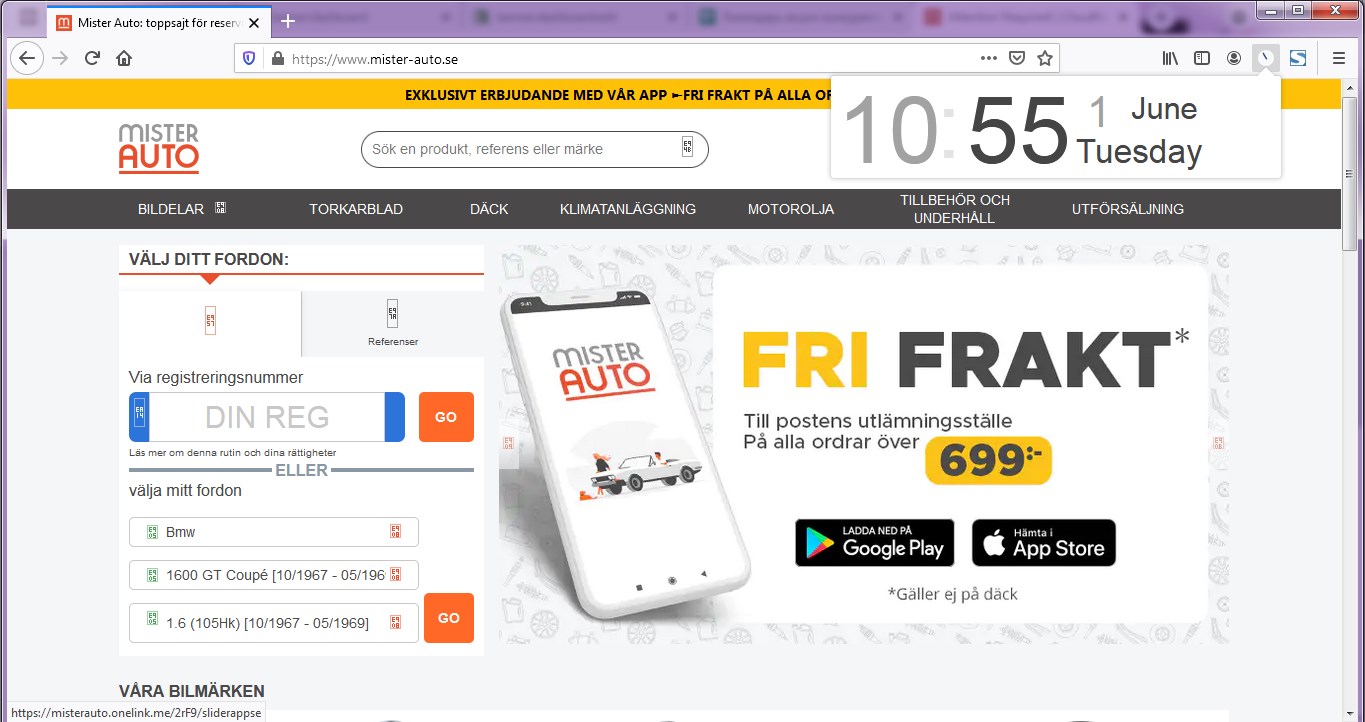 Mister Auto: toppsajt för reserv
https://www.mister-auto.se
EXKLUSIVT ERBJUDANDE MED VÅR APP ►-FRI FRAKT PÅ ALLA
10:55 1 June
Tuesday
MISTER
AUTO
Sök en produkt, referens eller märke
BILDELAR
TORKARBLAD
DÄCK
KLIMATANLÄGGNING
MOTOROLJA
TILLBEHÖR OCH
UNDERHÅLL
UTFÖRSÄLJNING
VÄLJ DITT FORDON:
Referenser
Via registreringsnummer
DIN REG
GO
Läs mer om denna rutin och dina rättigheter
ELLER
välja mitt fordon
Bmw
1600 GT Coupé [10/1967 - 05/196
1.6 (105Hk) [10/1967 - 05/1969]
GO
9:41
MISTER
AUTO
FRI FRAKT*
Till postens utlämningsställe
På alla ordrar över
699:-
LADDA NED PÅ
Google Play
Hämta i
App Store
*Gäller ej på däck
VÅRA BILMÄRKEN
https://misterauto.onelink.me/2rF9/sliderappse